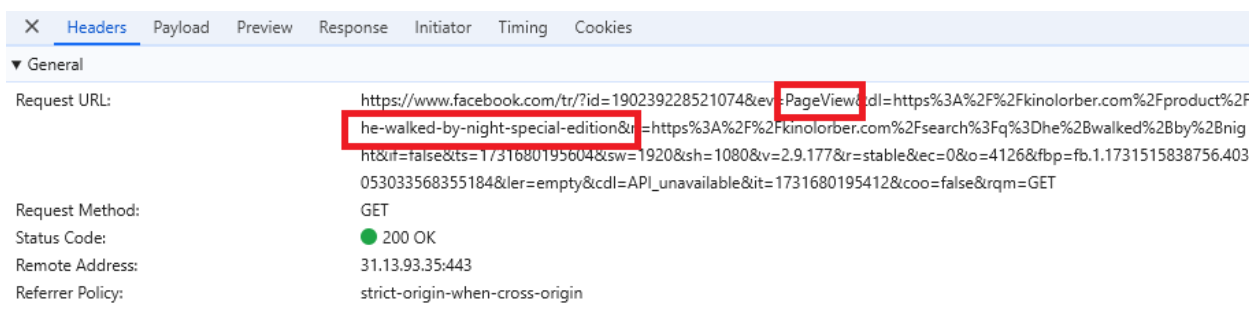 × Headers Payload Preview Response Initiator Timing Cookies
▼ General
Request URL: https://www.facebook.com/tr/?id=190239228521074&ev=PageView&dl=https%3A%2F%2Fkinolorber.com%2Fproduct%2F
he-walked-by-night-special-edition&rl=https%3A%2F%2Fkinolorber.com%2Fsearch%3Fq%3Dhe%2Bwalked%2Bby%2Bnig
ht&if=false&ts=1731680195604&sw=1920&sh=1080&v=2.9.177&r=stable&ec=0&o=4126&fbp=fb.1.1731515838756.403
053033568355184&ler=empty&cdl=API_unavailable&it=1731680195412&coo=false&rqm=GET
Request Method: GET
Status Code: 200 OK
Remote Address: 31.13.93.35:443
Referrer Policy: strict-origin-when-cross-origin